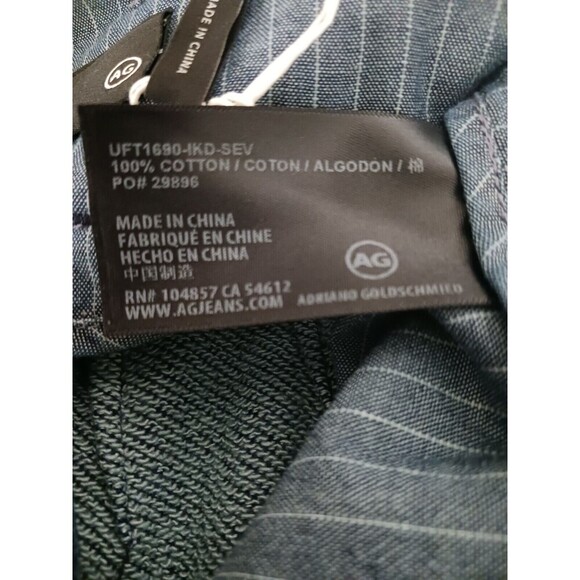 MADE IN
CHINA
AG
UFT1690-IKD-SEV
100% COTTON / COTON / ALGODÓN / 棉
PO# 29896
MADE IN CHINA
FABRIQUÉ EN CHINE
HECHO EN CHINA
中国制造
RN# 104857 CA 54612
WWW.AGJEANS.COM
AG
ADRIANO GOLDSCHMIED